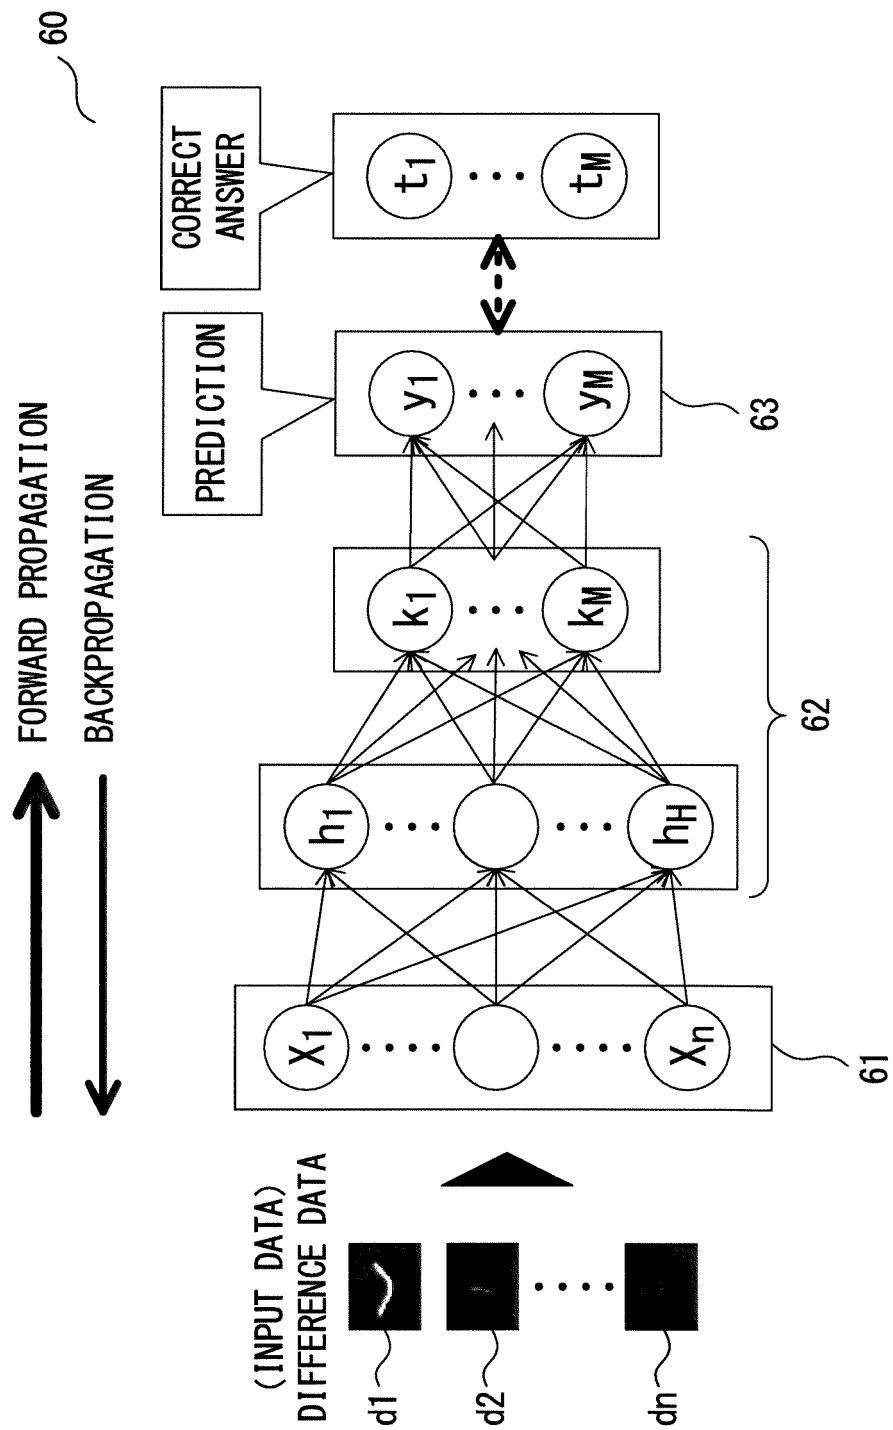 60
FORWARD PROPAGATION
BACKPROPAGATION
PREDICTION
CORRECT
ANSWER
(INPUT DATA)
DIFFERENCE DATA
d1
d2
dn
X1
Xn
61
h1
hH
k1
kM
62
y1
yM
63
t1
tM